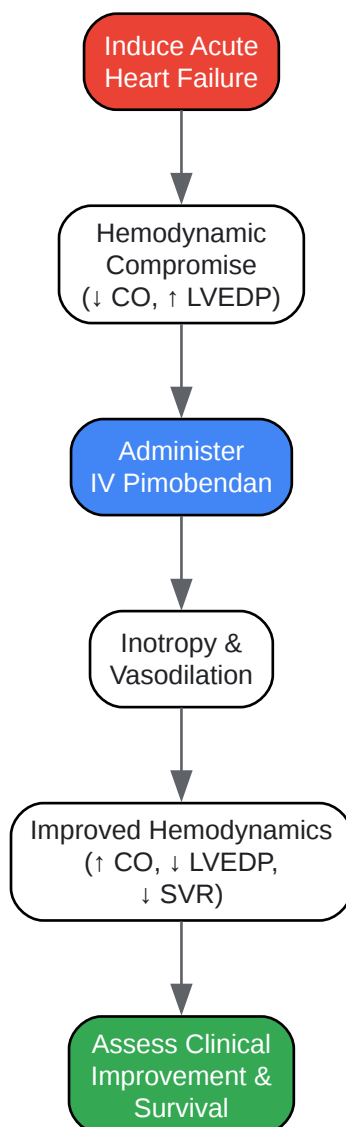 Induce Acute
Heart Failure
Hemodynamic
Compromise
(↓ CO, ↑ LVEDP)
Administer
IV Pimobendan
Inotropy &
Vasodilation
Improved Hemodynamics
(↑ CO, ↓ LVEDP,
↓ SVR)
Assess Clinical
Improvement &
Survival